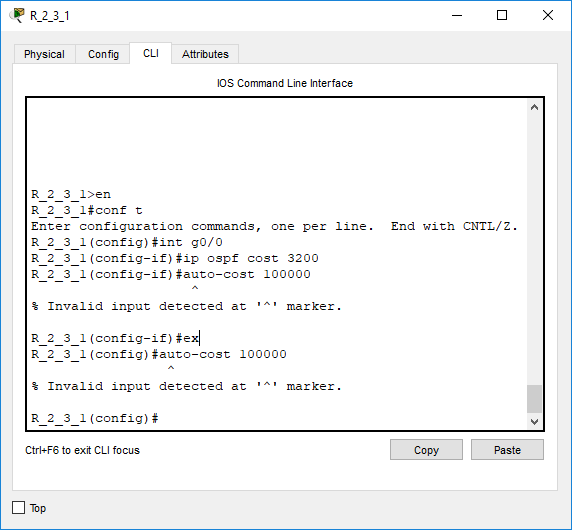 R_2_3_1
Physical Config CLI Attributes
IOS Command Line Interface
R_2_3_1>en
R_2_3_1#conf t
Enter configuration commands, one per line.  End with CNTL/Z.
R_2_3_1(config)#int g0/0
R_2_3_1(config-if)#ip ospf cost 3200
R_2_3_1(config-if)#auto-cost 100000
^
% Invalid input detected at '^' marker.
R_2_3_1(config-if)#ex
R_2_3_1(config)#auto-cost 100000
^
% Invalid input detected at '^' marker.
R_2_3_1(config)#
Ctrl+F6 to exit CLI focus Copy Paste
Top